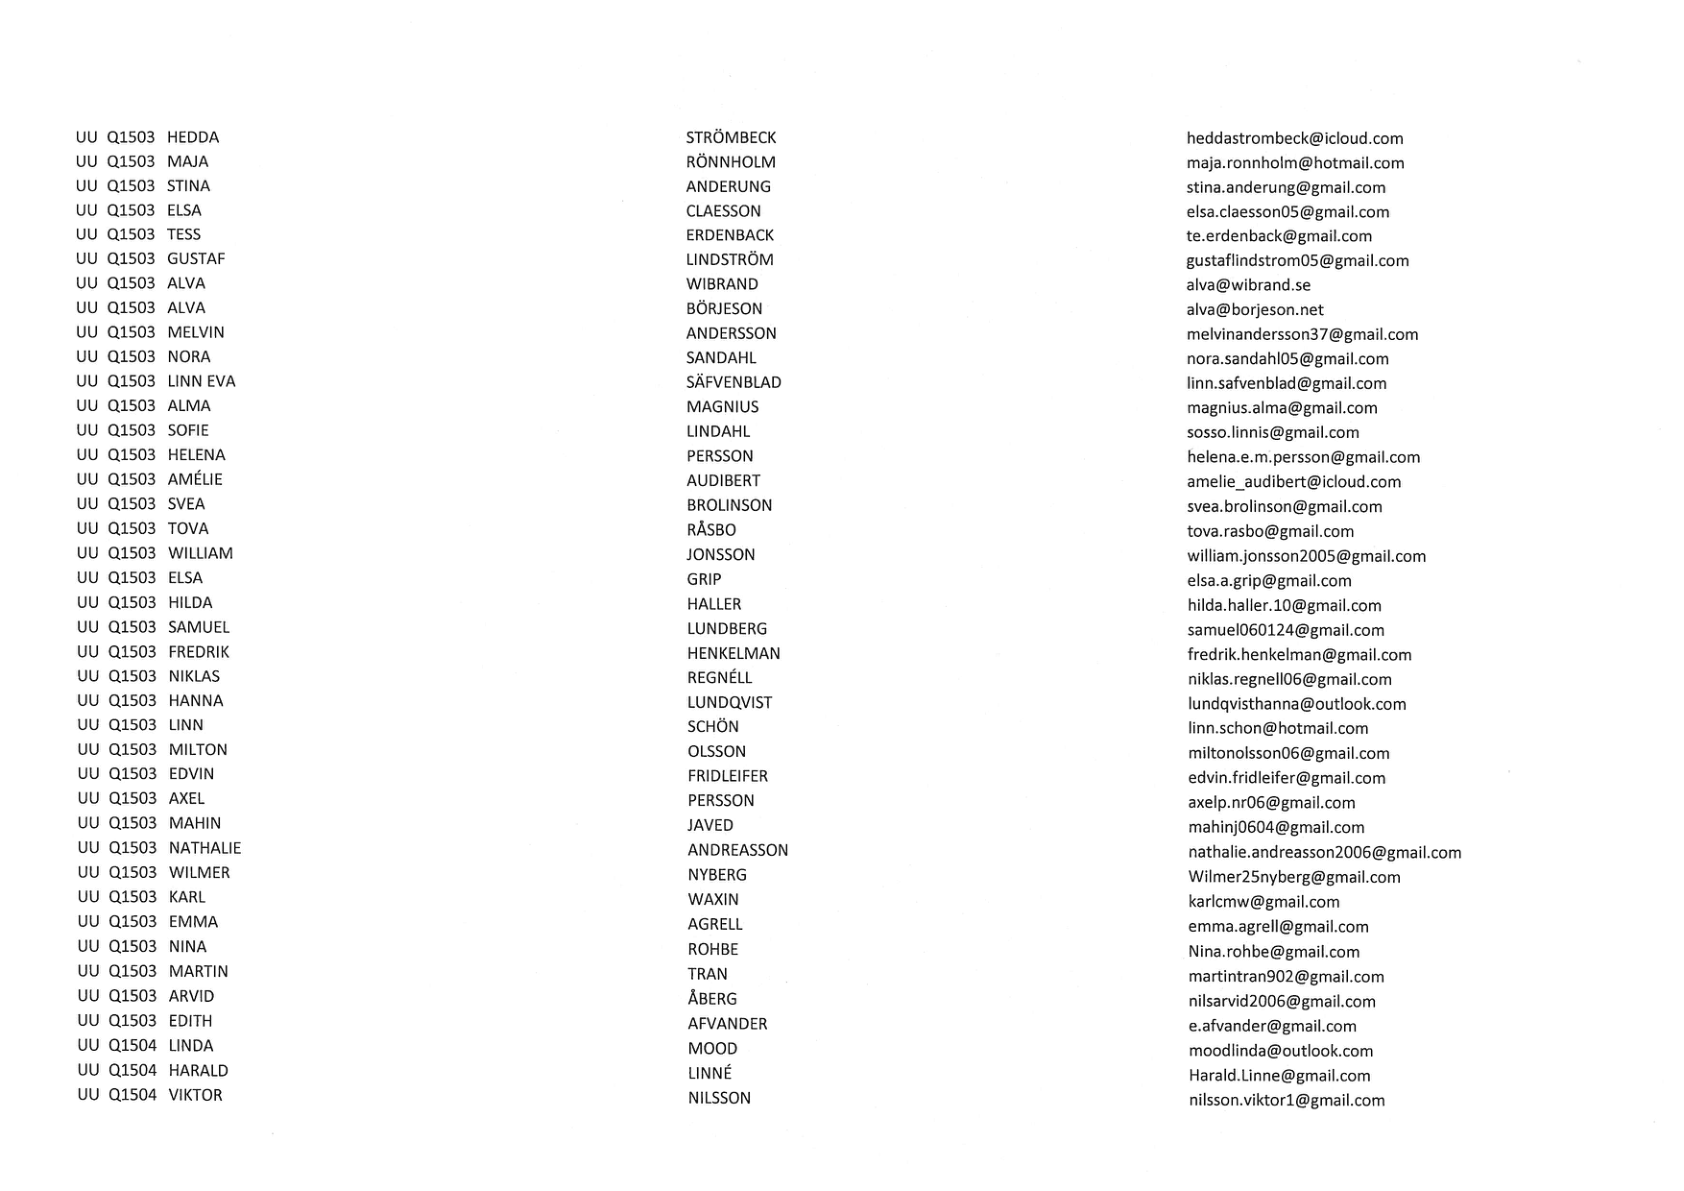 UU Q1503 HEDDA STRÖMBECK heddastrombeck@icloud.com
UU Q1503 MAJA RÖNNHOLM maja.ronnholm@hotmail.com
UU Q1503 STINA ANDERUNG stina.anderung@gmail.com
UU Q1503 ELSA CLAESSON elsa.claesson05@gmail.com
UU Q1503 TESS ERDENBACK te.erdenback@gmail.com
UU Q1503 GUSTAF LINDSTRÖM gustaflindstrom05@gmail.com
UU Q1503 ALVA WIBRAND alva@wibrand.se
UU Q1503 ALVA BÖRJESON alva@borjeson.net
UU Q1503 MELVIN ANDERSSON melvinandersson37@gmail.com
UU Q1503 NORA SANDAHL nora.sandahl05@gmail.com
UU Q1503 LINN EVA SÄFVENBLAD linn.safvenblad@gmail.com
UU Q1503 ALMA MAGNIUS magnius.alma@gmail.com
UU Q1503 SOFIE LINDAHL sosso.linnis@gmail.com
UU Q1503 HELENA PERSSON helena.e.m.persson@gmail.com
UU Q1503 AMÉLIE AUDIBERT amelie_audibert@icloud.com
UU Q1503 SVEA BROLINSON svea.brolinson@gmail.com
UU Q1503 TOVA RÅSBO tova.rasbo@gmail.com
UU Q1503 WILLIAM JONSSON william.jonsson2005@gmail.com
UU Q1503 ELSA GRIP elsa.a.grip@gmail.com
UU Q1503 HILDA HALLER hilda.haller.10@gmail.com
UU Q1503 SAMUEL LUNDBERG samuel060124@gmail.com
UU Q1503 FREDRIK HENKELMAN fredrik.henkelman@gmail.com
UU Q1503 NIKLAS REGNÉLL niklas.regnell06@gmail.com
UU Q1503 HANNA LUNDQVIST lundqvisthanna@outlook.com
UU Q1503 LINN SCHÖN linn.schon@hotmail.com
UU Q1503 MILTON OLSSON miltonolsson06@gmail.com
UU Q1503 EDVIN FRIDLEIFER edvin.fridleifer@gmail.com
UU Q1503 AXEL PERSSON axelp.nr06@gmail.com
UU Q1503 MAHIN JAVED mahinj0604@gmail.com
UU Q1503 NATHALIE ANDREASSON nathalie.andreasson2006@gmail.com
UU Q1503 WILMER NYBERG Wilmer25nyberg@gmail.com
UU Q1503 KARL WAXIN karlcmw@gmail.com
UU Q1503 EMMA AGRELL emma.agrell@gmail.com
UU Q1503 NINA ROHBE Nina.rohbe@gmail.com
UU Q1503 MARTIN TRAN martintran902@gmail.com
UU Q1503 ARVID ÅBERG nilsarvid2006@gmail.com
UU Q1503 EDITH AFVANDER e.afvander@gmail.com
UU Q1504 LINDA MOOD moodlinda@outlook.com
UU Q1504 HARALD LINNÉ Harald.Linne@gmail.com
UU Q1504 VIKTOR NILSSON nilsson.viktor1@gmail.com